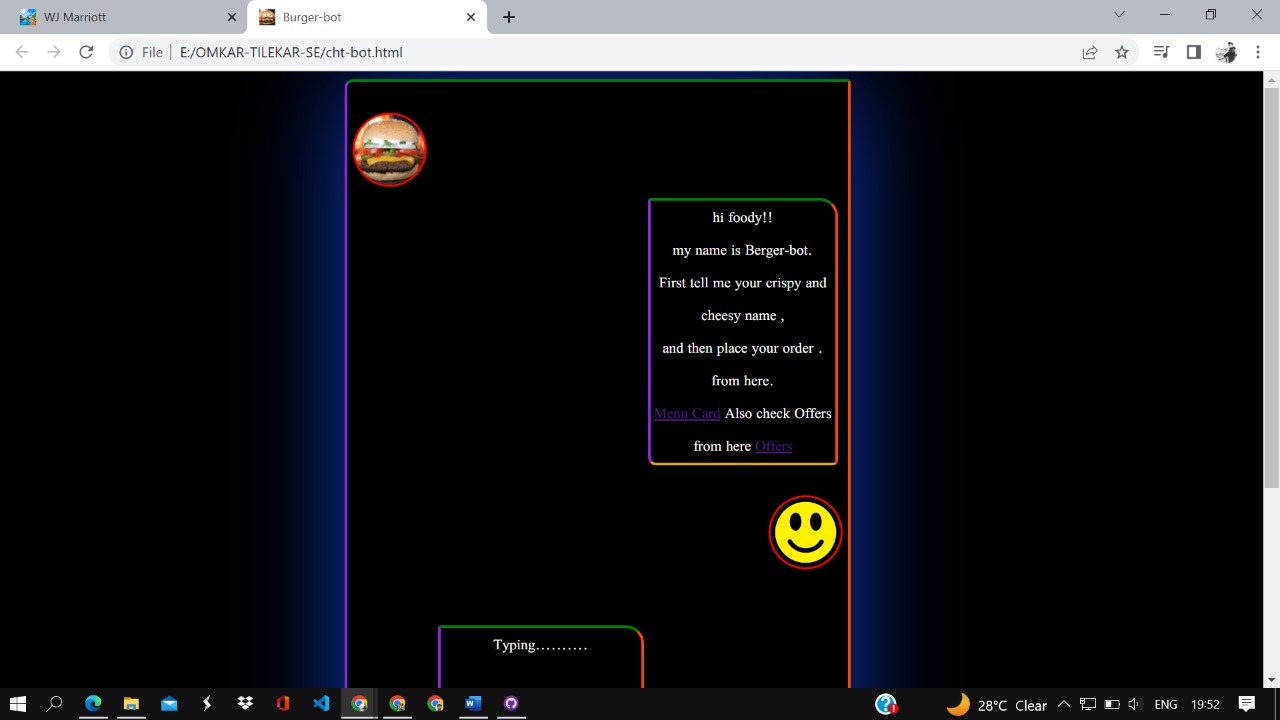 WJ Marriott
Burger-bot
File
E:/OMKAR-TILEKAR-SE/cht-bot.html
hi foody!!
my name is Berger-bot.
First tell me your crispy and
cheesy name ,
and then place your order .
from here.
Menu Card Also check Offers
from here Offers
Typing..........
28°C Clear
ENG
19:52